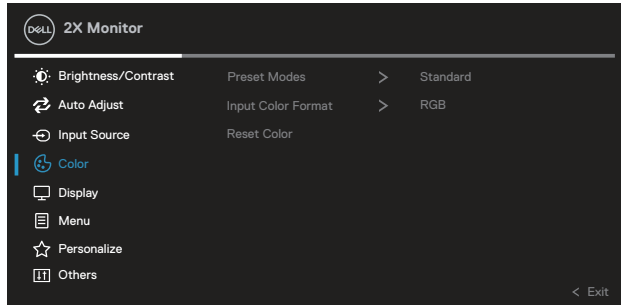 DELL 2X Monitor
Brightness/Contrast Preset Modes > Standard
Auto Adjust Input Color Format > RGB
Input Source Reset Color
Color
Display
Menu
Personalize
Others
< Exit